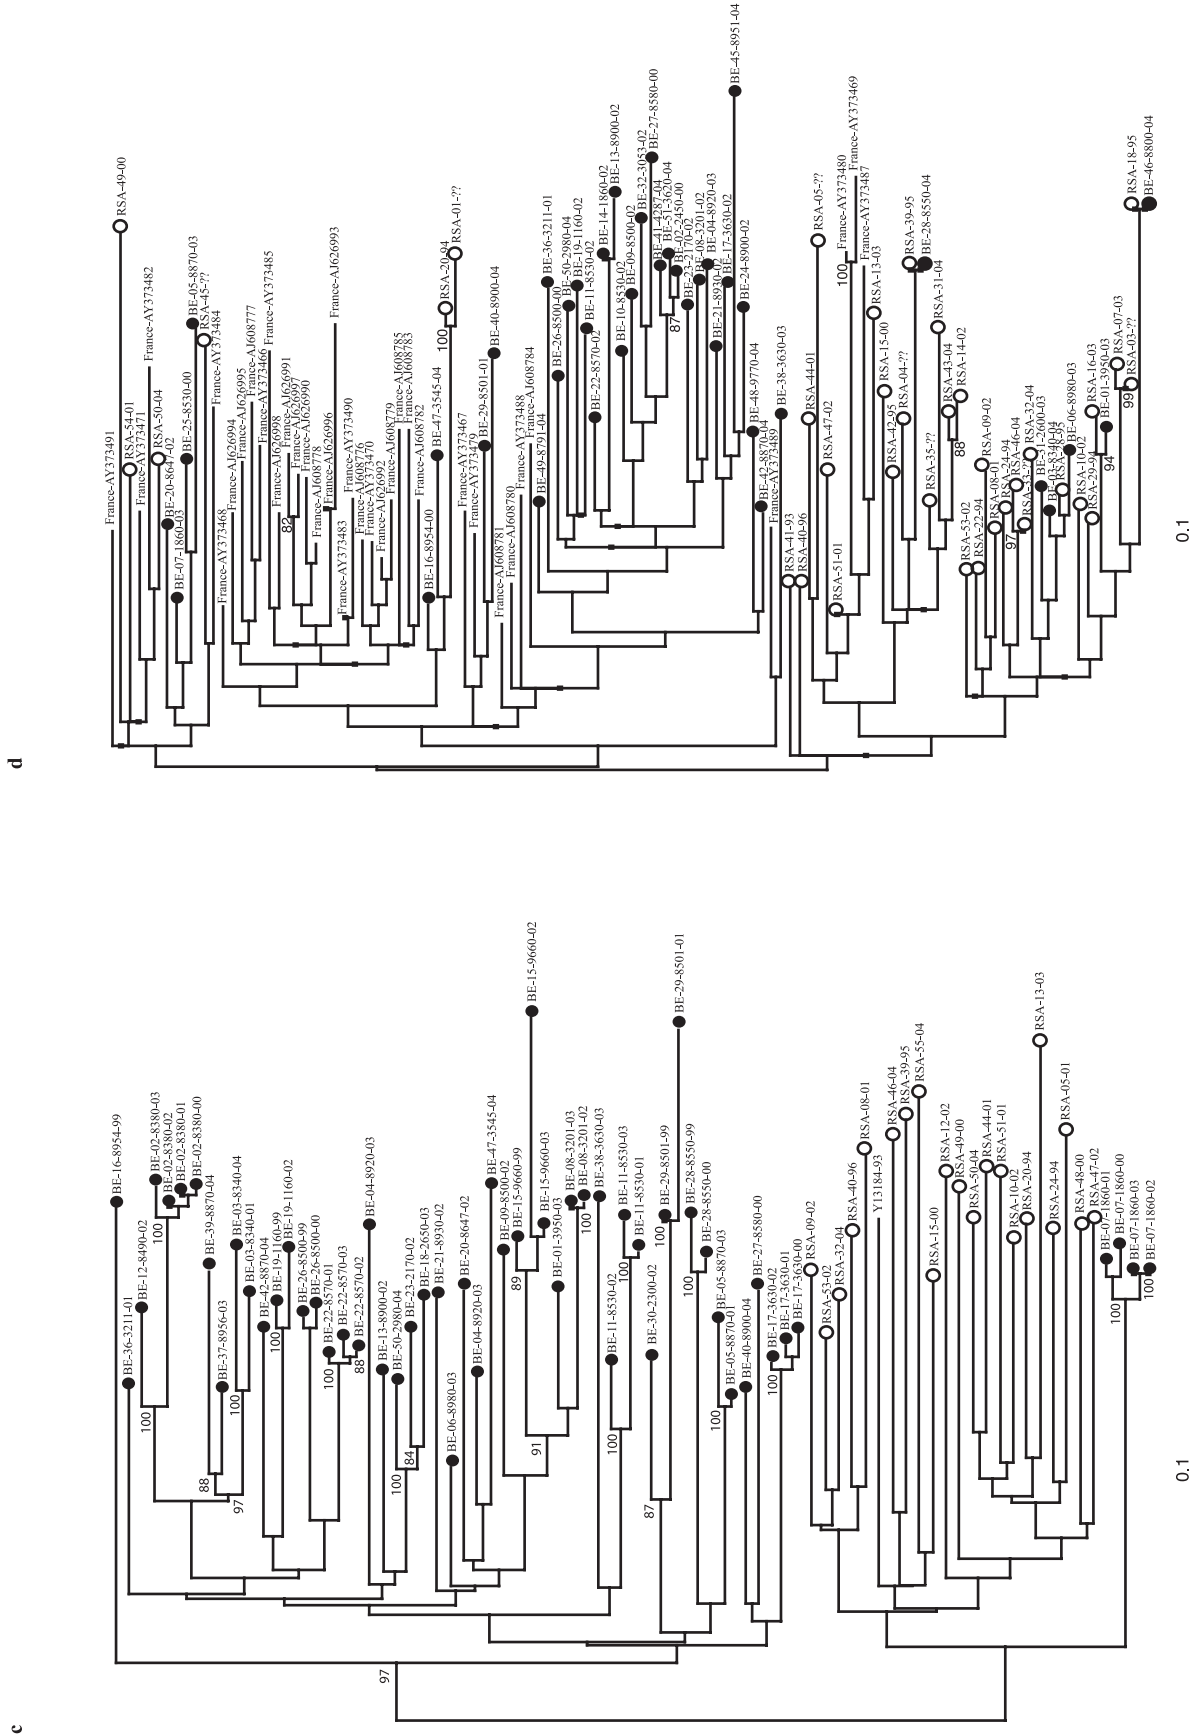 c
BE-16-8954-99
BE-36-3211-01
BE-12-8490-02
100
BE-02-8380-03
100
BE-02-8380-02
BE-02-8380-01
BE-02-8380-00
88
BE-39-8870-04
BE-37-8956-03
97
100
BE-03-8340-04
BE-03-8340-01
BE-42-8870-04
100
BE-19-1160-99
BE-19-1160-02
BE-26-8500-99
BE-26-8500-00
100
BE-22-8570-01
BE-22-8570-03
88
BE-22-8570-02
BE-04-8920-03
BE-13-8900-02
100
BE-50-2980-04
84
BE-23-2170-02
BE-18-2650-03
BE-21-8930-02
BE-06-8980-03
BE-20-8647-02
BE-04-8920-03
BE-47-3545-04
BE-09-8500-02
89
BE-15-9660-99
BE-15-9660-02
BE-15-9660-03
91
BE-01-3950-03
BE-08-3201-03
100
BE-08-3201-02
BE-38-3630-03
100
BE-11-8530-02
100
BE-11-8530-03
BE-11-8530-01
87
BE-30-2300-02
100
BE-29-8501-99
BE-29-8501-01
100
BE-28-8550-99
BE-28-8550-00
100
BE-05-8870-03
BE-05-8870-01
BE-40-8900-04
BE-27-8580-00
100
BE-17-3630-02
BE-17-3630-01
BE-17-3630-00
97
RSA-09-02
RSA-53-02
RSA-32-04
RSA-40-96
RSA-08-01
Y13184-93
RSA-46-04
RSA-39-95
RSA-55-04
RSA-15-00
RSA-12-02
RSA-49-00
RSA-50-04
RSA-44-01
RSA-51-01
RSA-10-02
RSA-20-94
RSA-13-03
RSA-24-94
RSA-05-01
RSA-48-00
RSA-47-02
100
BE-07-1860-01
BE-07-1860-00
BE-07-1860-03
100
BE-07-1860-02
0.1
d
France-AY373491
RSA-49-00
RSA-54-01
France-AY373471
France-AY373482
RSA-50-04
BE-20-8647-02
BE-07-1860-03
BE-25-8530-00
BE-05-8870-03
RSA-45-??
France-AY373484
France-AY373468
France-AJ626994
France-AJ626995
France-AJ608777
France-AY373466
France-AY373485
France-AJ626998
82
France-AJ626991
France-AJ626997
France-AJ626990
France-AJ608778
France-AJ626996
France-AJ626993
France-AY373483
France-AY373490
France-AJ608776
France-AY373470
France-AJ626992
France-AJ608779
France-AJ608785
France-AJ608783
France-AJ608782
BE-16-8954-00
BE-47-3545-04
100
RSA-20-94
RSA-01-??
France-AY373467
France-AY373479
BE-29-8501-01
BE-40-8900-04
France-AJ608781
France-AJ608780
France-AY373488
France-AJ608784
BE-49-8791-04
BE-36-3211-01
BE-26-8500-00
BE-50-2980-04
BE-19-1160-02
BE-11-8530-02
BE-22-8570-02
BE-14-1860-02
BE-13-8900-02
BE-10-8530-02
BE-09-8500-02
BE-32-3053-02
BE-27-8580-00
BE-41-4287-04
BE-51-3620-04
87
BE-02-2450-00
BE-23-2170-02
BE-08-3201-02
BE-04-8920-03
BE-21-8930-02
BE-17-3630-02
BE-45-8951-04
BE-24-8900-02
BE-48-9770-04
BE-42-8870-04
France-AY373489
BE-38-3630-03
RSA-41-93
RSA-40-96
RSA-44-01
RSA-05-??
RSA-47-02
RSA-51-01
100
France-AY373480
France-AY373469
France-AY373487
RSA-13-03
RSA-15-00
RSA-42-95
RSA-04-??
RSA-39-95
BE-28-8550-04
RSA-35-??
RSA-31-04
RSA-43-04
88
RSA-14-02
RSA-53-02
RSA-22-94
RSA-09-02
RSA-08-01
RSA-24-94
97
RSA-46-04
RSA-33-??
RSA-32-04
BE-31-2600-03
BE-03-8340-04
RSA-38-95
BE-06-8980-03
RSA-10-02
RSA-29-94
RSA-16-03
94
BE-01-3950-03
RSA-07-03
99
RSA-03-??
RSA-18-95
BE-46-8800-04
0.1